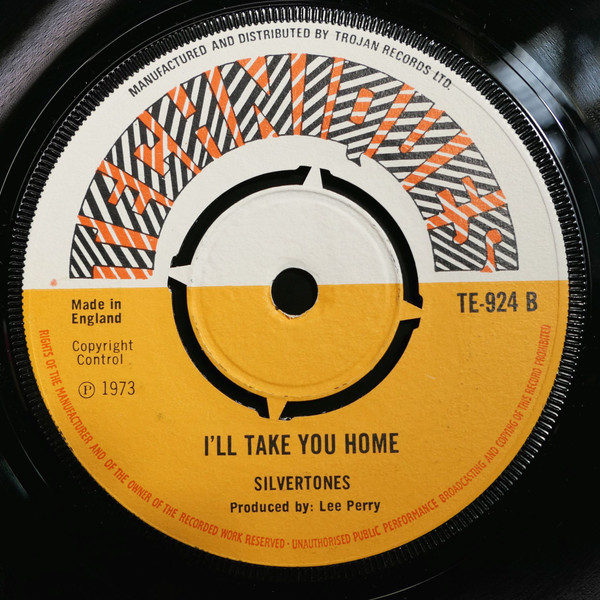 MANUFACTURED AND DISTRIBUTED BY TROJAN RECORDS LTD.
TECHNIQUES
Made in
England
TE-924 B
Copyright
Control
Ⓟ 1973
I'LL TAKE YOU HOME
SILVERTONES
Produced by: Lee Perry
RIGHTS OF THE MANUFACTURER AND OF THE OWNER OF THE RECORDED WORK RESERVED · UNAUTHORISED PUBLIC PERFORMANCE BROADCASTING AND COPYING OF THIS RECORD PROHIBITED